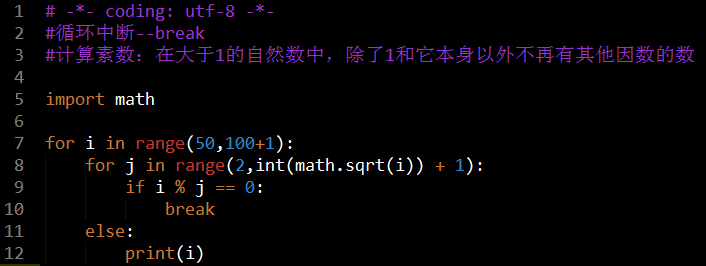 1 # -*- coding: utf-8 -*-
2 #循环中断--break
3 #计算素数：在大于1的自然数中，除了1和它本身以外不再有其他因数的数
4
5 import math
6
7 for i in range(50,100+1):
8     for j in range(2,int(math.sqrt(i)) + 1):
9         if i % j == 0:
10             break
11     else:
12         print(i)